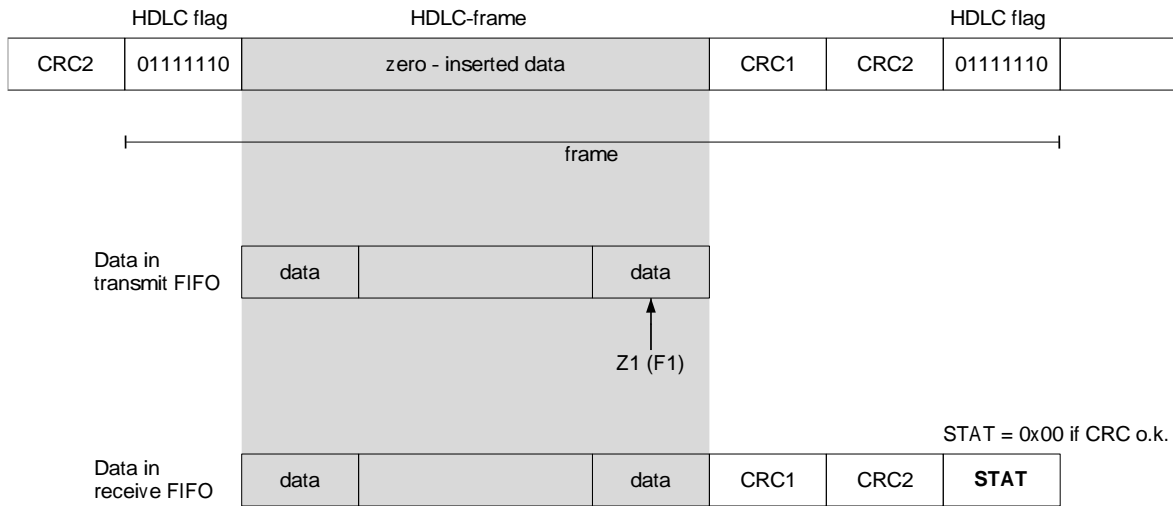 HDLC flag HDLC-frame HDLC flag
CRC2 01111110 zero - inserted data CRC1 CRC2 01111110
frame
Data in
transmit FIFO
data data
Z1 (F1)
STAT = 0x00 if CRC o.k.
Data in
receive FIFO
data data CRC1 CRC2 STAT